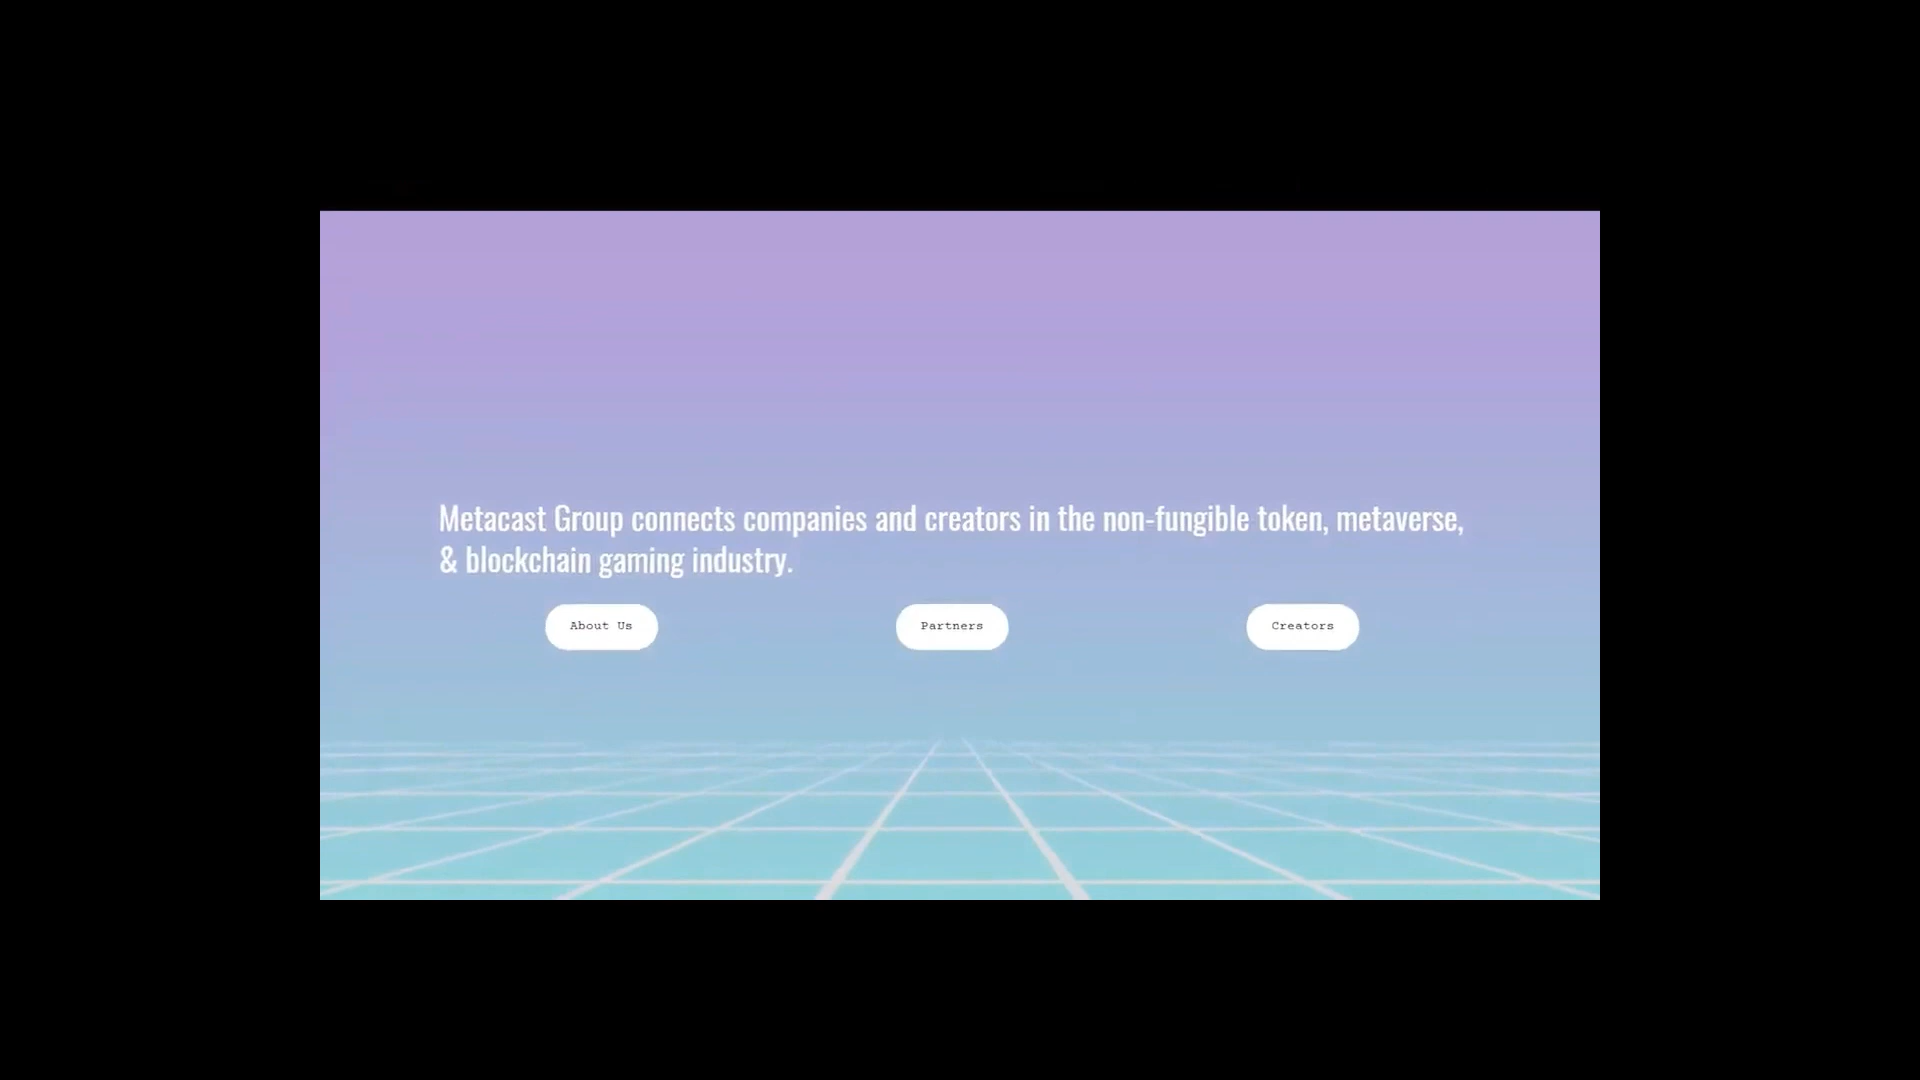 Metacast Group connects companies and creators in the non-fungible token, metaverse,
& blockchain gaming industry.
About Us
Partners
Creators